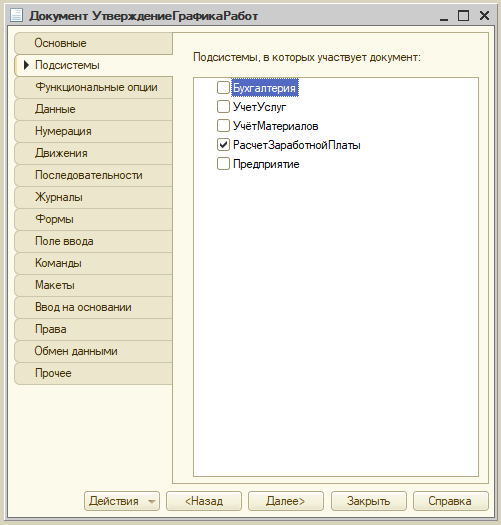 Документ УтверждениеГрафикаРабот
Основные
Подсистемы
Функциональные опции
Данные
Нумерация
Движения
Последовательности
Журналы
Формы
Поле ввода
Команды
Макеты
Ввод на основании
Права
Обмен данными
Прочее
Подсистемы, в которых участвует документ:
Бухгалтерия
УчетУслуг
УчётМатериалов
РасчетЗаработнойПлаты
Предприятие
Действия
<Назад
Далее>
Закрыть
Справка